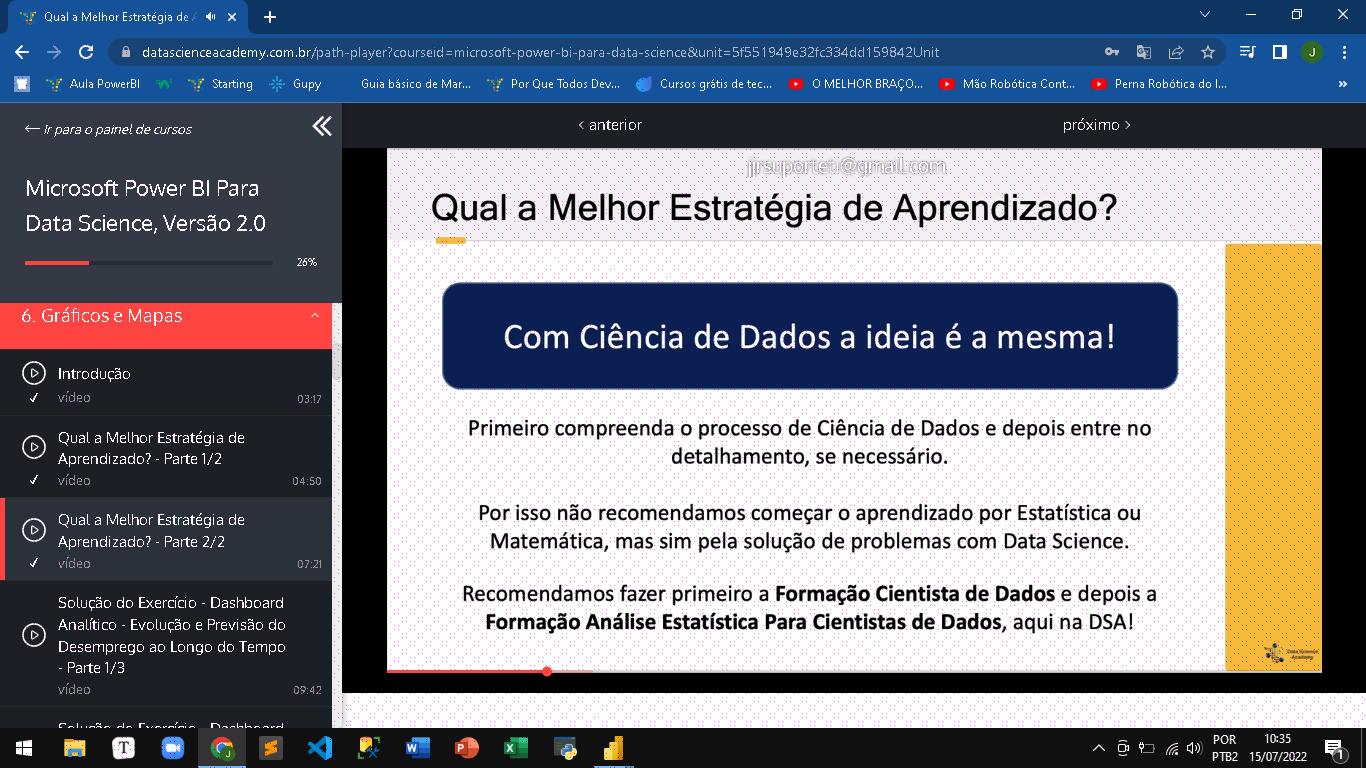 Qual a Melhor Estratégia de A
datascienceacademy.com.br/path-player?courseid=microsoft-power-bi-para-data-science&unit=5f551949e32fc334dd159842Unit
J
Aula PowerBI
Starting
Gupy
Guia básico de Mar...
Por Que Todos Dev...
Cursos grátis de tec...
O MELHOR BRAÇO...
Mão Robótica Cont...
Perna Robótica do I...
Ir para o painel de cursos
anterior
próximo
Microsoft Power BI Para
Data Science, Versão 2.0
26%
6. Gráficos e Mapas
Introdução
vídeo
03:17
Qual a Melhor Estratégia de
Aprendizado? - Parte 1/2
vídeo
04:50
Qual a Melhor Estratégia de
Aprendizado? - Parte 2/2
vídeo
07:21
Solução do Exercício - Dashboard
Analítico - Evolução e Previsão do
Desemprego ao Longo do Tempo
- Parte 1/3
vídeo
09:42
Solução do Exercício - Dashboard
jjrsuporteti@gmail.com
Qual a Melhor Estratégia de Aprendizado?
Com Ciência de Dados a ideia é a mesma!
Primeiro compreenda o processo de Ciência de Dados e depois entre no
detalhamento, se necessário.
Por isso não recomendamos começar o aprendizado por Estatística ou
Matemática, mas sim pela solução de problemas com Data Science.
Recomendamos fazer primeiro a Formação Cientista de Dados e depois a
Formação Análise Estatística Para Cientistas de Dados, aqui na DSA!
Data Science
Academy
POR
PTB2
10:35
15/07/2022
1